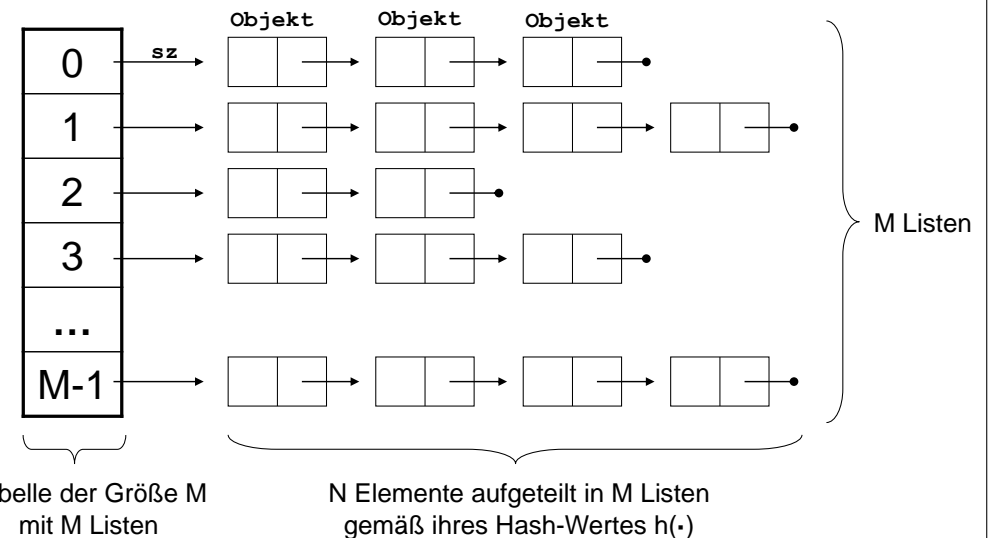 Objekt Objekt Objekt
0 sz
1
2
3
...
M-1
M Listen
belle der Größe M
mit M Listen
N Elemente aufgeteilt in M Listen
gemäß ihres Hash-Wertes h(·)